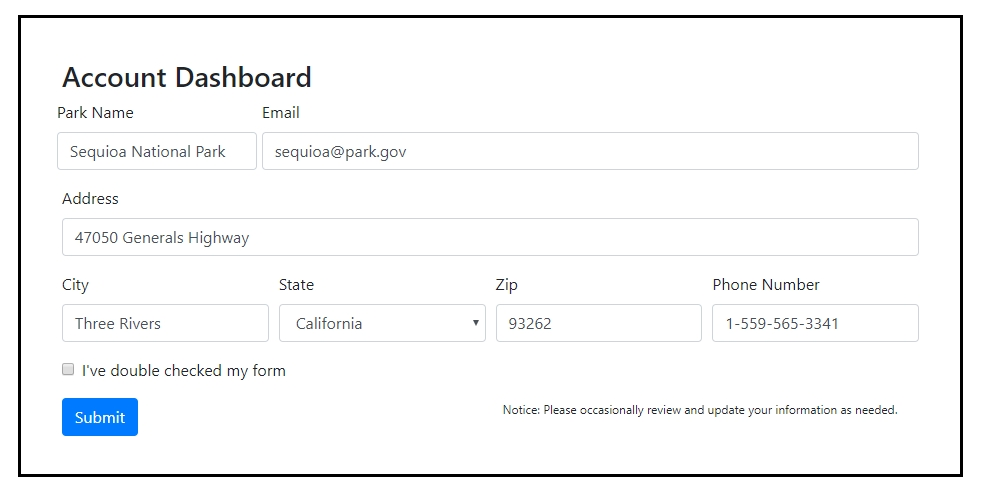 Account Dashboard
Park Name Email
Sequioa National Park sequioa@park.gov
Address
47050 Generals Highway
City State Zip Phone Number
Three Rivers California 93262 1-559-565-3341
I've double checked my form
Submit Notice: Please occasionally review and update your information as needed.